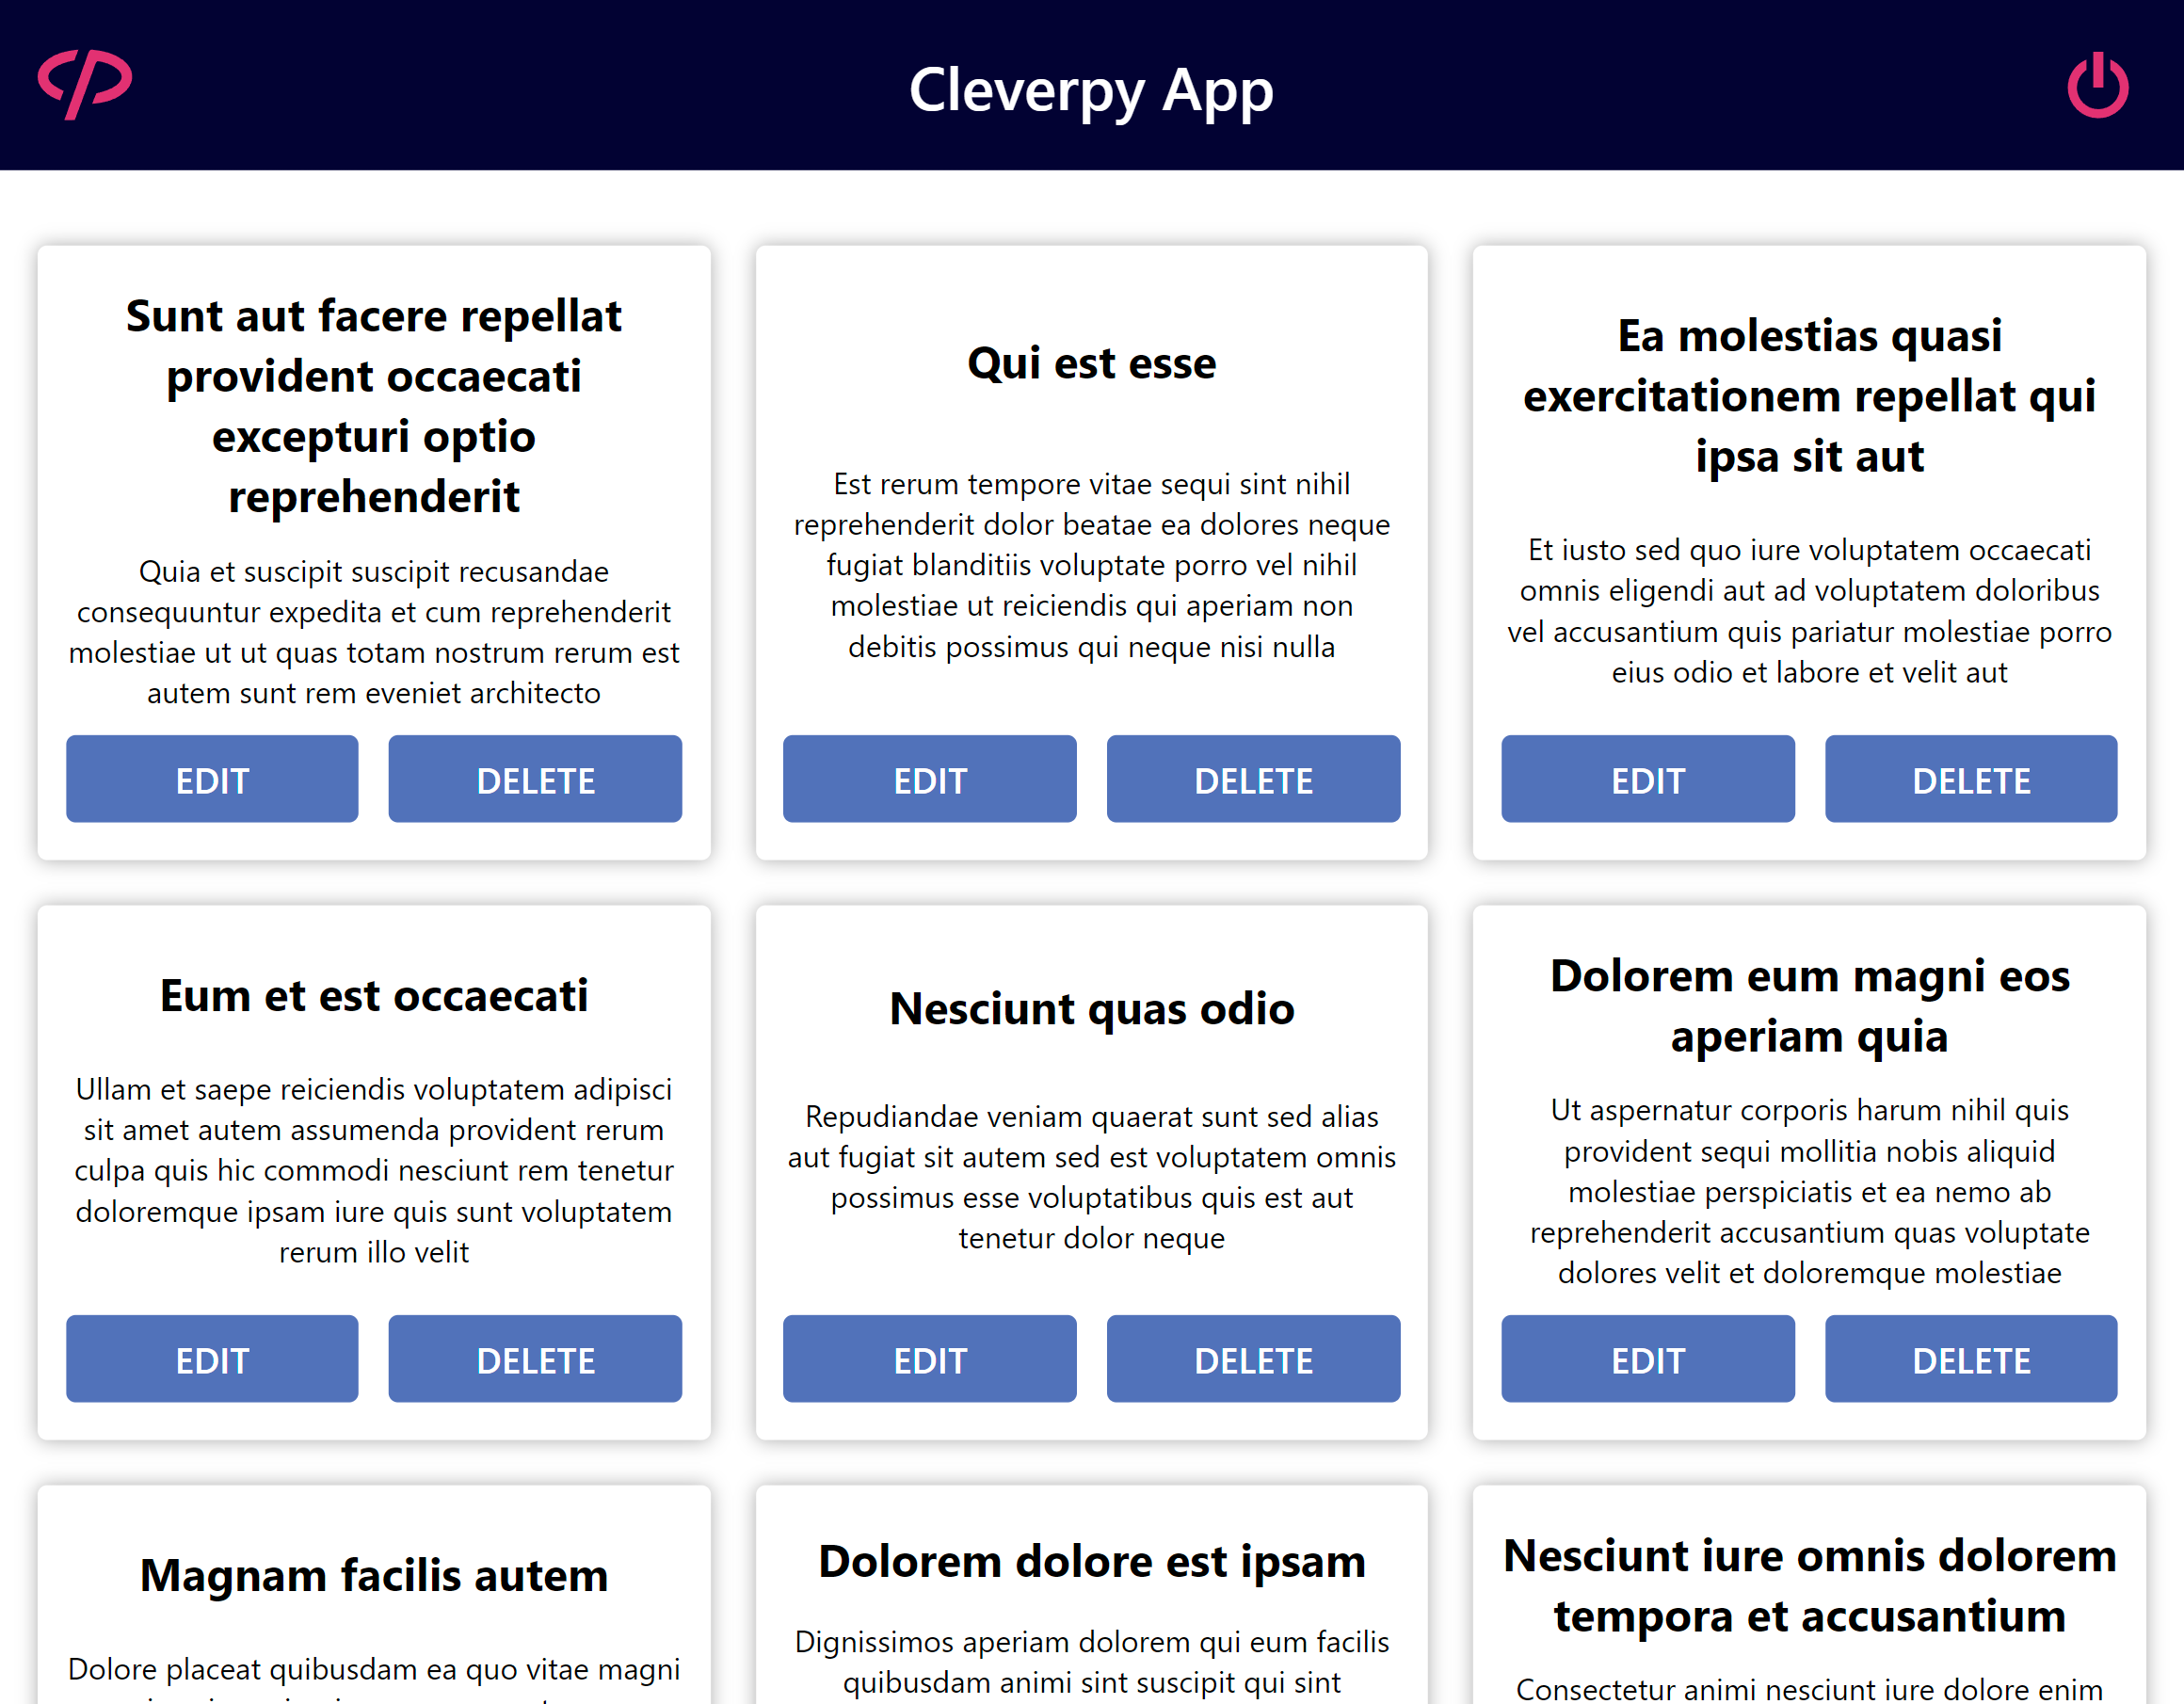 Cleverpy App
Sunt aut facere repellat
provident occaecati
excepturi optio
reprehenderit
Quia et suscipit suscipit recusandae
consequuntur expedita et cum reprehenderit
molestiae ut ut quas totam nostrum rerum est
autem sunt rem eveniet architecto
EDIT
DELETE
Qui est esse
Est rerum tempore vitae sequi sint nihil
reprehenderit dolor beatae ea dolores neque
fugiat blanditiis voluptate porro vel nihil
molestiae ut reiciendis qui aperiam non
debitis possimus qui neque nisi nulla
EDIT
DELETE
Ea molestias quasi
exercitationem repellat qui
ipsa sit aut
Et iusto sed quo iure voluptatem occaecati
omnis eligendi aut ad voluptatem doloribus
vel accusantium quis pariatur molestiae porro
eius odio et labore et velit aut
EDIT
DELETE
Eum et est occaecati
Ullam et saepe reiciendis voluptatem adipisci
sit amet autem assumenda provident rerum
culpa quis hic commodi nesciunt rem tenetur
doloremque ipsam iure quis sunt voluptatem
rerum illo velit
EDIT
DELETE
Nesciunt quas odio
Repudiandae veniam quaerat sunt sed alias
aut fugiat sit autem sed est voluptatem omnis
possimus esse voluptatibus quis est aut
tenetur dolor neque
EDIT
DELETE
Dolorem eum magni eos
aperiam quia
Ut aspernatur corporis harum nihil quis
provident sequi mollitia nobis aliquid
molestiae perspiciatis et ea nemo ab
reprehenderit accusantium quas voluptate
dolores velit et doloremque molestiae
EDIT
DELETE
Magnam facilis autem
Dolore placeat quibusdam ea quo vitae magni
Dolorem dolore est ipsam
Dignissimos aperiam dolorem qui eum facilis
quibusdam animi sint suscipit qui sint
Nesciunt iure omnis dolorem
tempora et accusantium
Consectetur animi nesciunt iure dolore enim